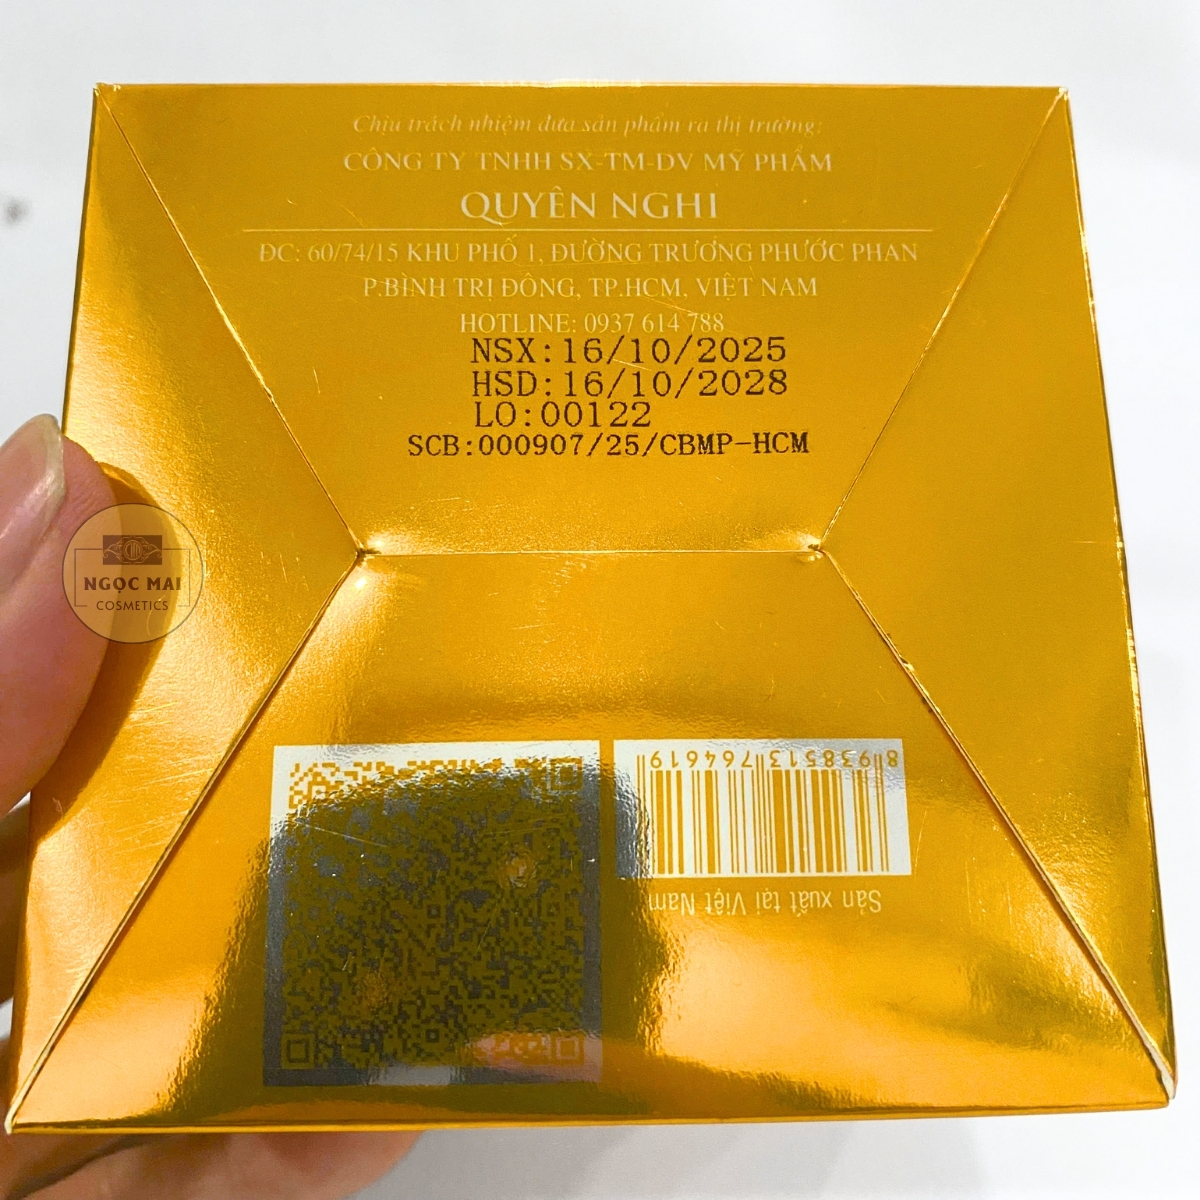 Chịu trách nhiệm đưa sản phẩm ra thị trường:
CÔNG TY TNHH SX-TM-DV MỸ PHẨM
QUYÊN NGHI
ĐC: 60/74/15 KHU PHỐ 1, ĐƯỜNG TRƯƠNG PHƯỚC PHAN
P.BÌNH TRỊ ĐÔNG, TP.HCM, VIỆT NAM
HOTLINE: 0937 614 788
NSX:16/10/2025
HSD:16/10/2028
LO:00122
SCB:000907/25/CBMP-HCM
NGỌC MAI
COSMETICS
8 938513 764619
Sản xuất tại Việt Nam